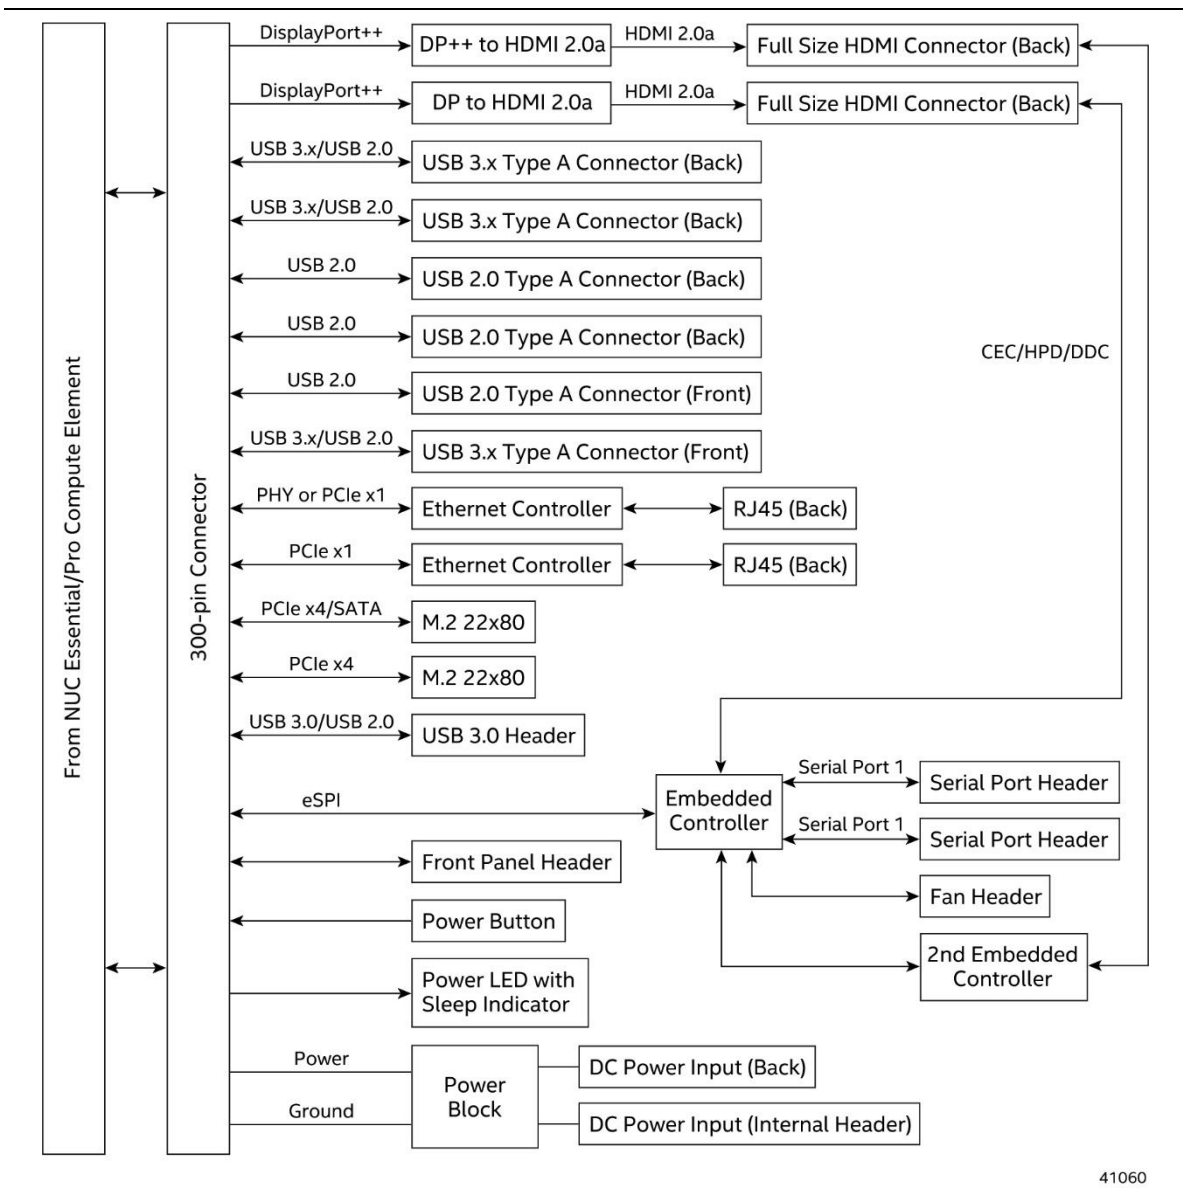 DisplayPort++
DP++ to HDMI 2.0a
HDMI 2.0a
Full Size HDMI Connector (Back)
DisplayPort++
DP to HDMI 2.0a
HDMI 2.0a
Full Size HDMI Connector (Back)
USB 3.x/USB 2.0
USB 3.x Type A Connector (Back)
USB 3.x/USB 2.0
USB 3.x Type A Connector (Back)
USB 2.0
USB 2.0 Type A Connector (Back)
USB 2.0
USB 2.0 Type A Connector (Back)
CEC/HPD/DDC
USB 2.0
USB 2.0 Type A Connector (Front)
USB 3.x/USB 2.0
USB 3.x Type A Connector (Front)
From NUC Essential/Pro Compute Element
300-pin Connector
PHY or PCIe x1
Ethernet Controller
RJ45 (Back)
PCIe x1
Ethernet Controller
RJ45 (Back)
PCIe x4/SATA
M.2 22x80
PCIe x4
M.2 22x80
USB 3.0/USB 2.0
USB 3.0 Header
eSPI
Embedded
Controller
Serial Port 1
Serial Port Header
Serial Port 1
Serial Port Header
Front Panel Header
Fan Header
Power Button
2nd Embedded
Controller
Power LED with
Sleep Indicator
Power
Ground
Power
Block
DC Power Input (Back)
DC Power Input (Internal Header)
41060